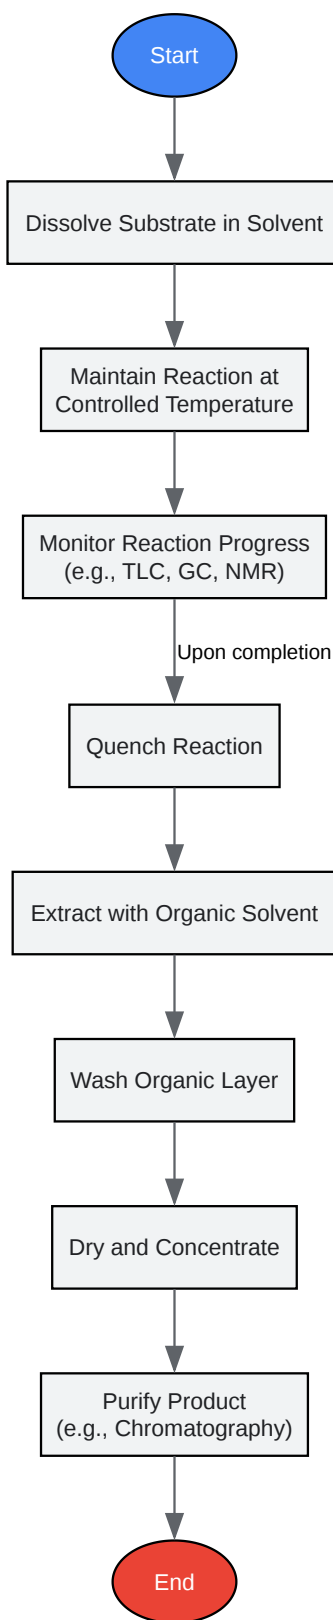 Start
Dissolve Substrate in Solvent
Maintain Reaction at
Controlled Temperature
Monitor Reaction Progress
(e.g., TLC, GC, NMR)
Upon completion
Quench Reaction
Extract with Organic Solvent
Wash Organic Layer
Dry and Concentrate
Purify Product
(e.g., Chromatography)
End